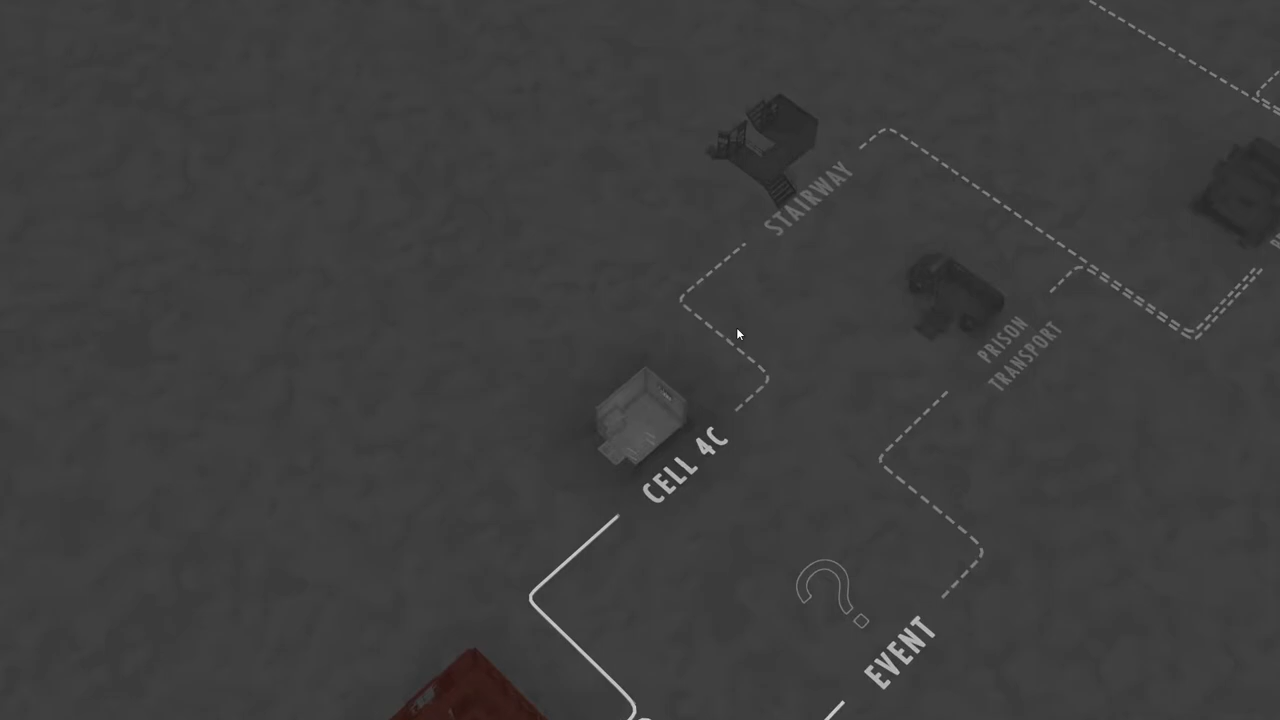 STAIRWAY
PRISON
TRANSPORT
CELL 4C
?
EVENT